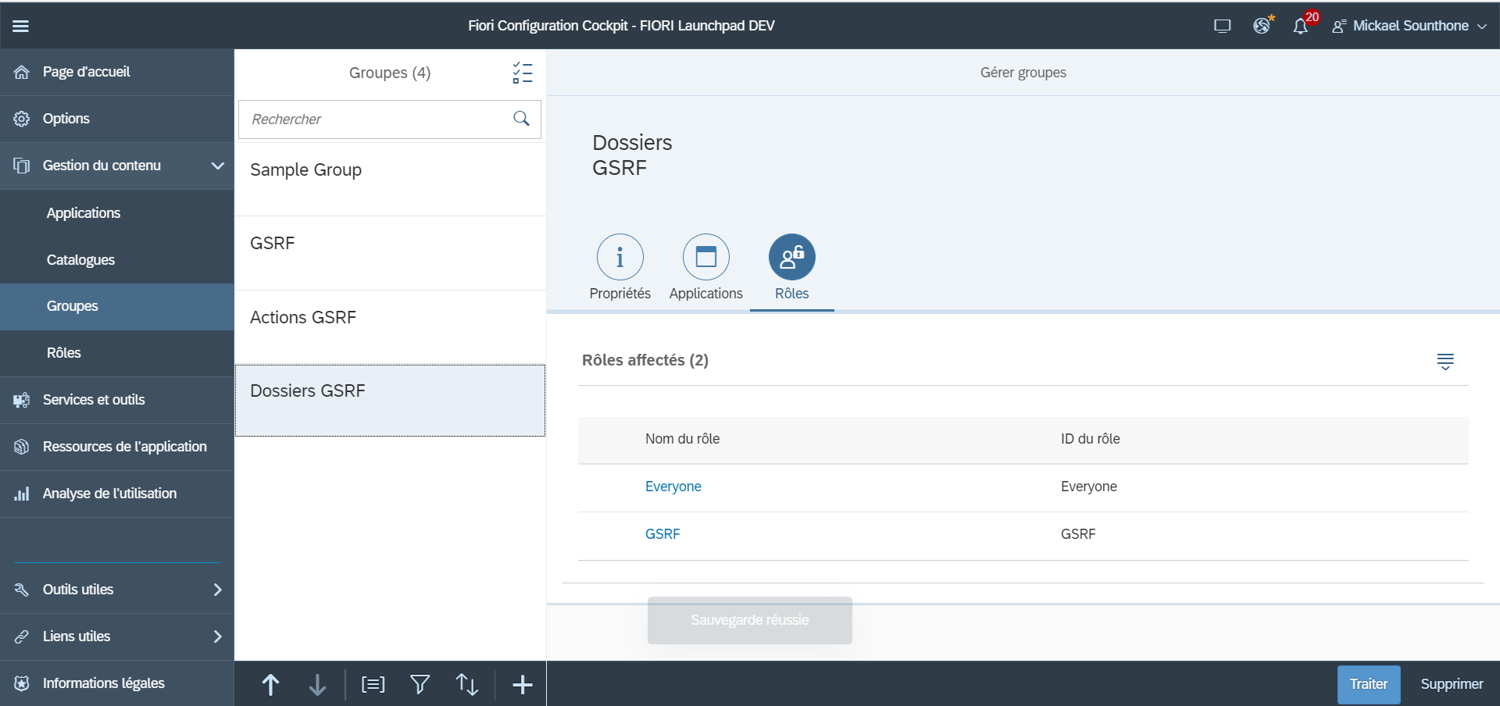 Fiori Configuration Cockpit - FIORI Launchpad DEV
20
Mickael Sounthone
Page d'accueil
Options
Gestion du contenu
Applications
Catalogues
Groupes
Rôles
Services et outils
Ressources de l'application
Analyse de l'utilisation
Outils utiles
Liens utiles
Informations légales
Groupes (4)
Rechercher
Sample Group
GSRF
Actions GSRF
Dossiers GSRF
Gérer groupes
Dossiers
GSRF
Propriétés
Applications
Rôles
Rôles affectés (2)
Nom du rôle
ID du rôle
Everyone
Everyone
GSRF
GSRF
Sauvegarde réussie
Traiter
Supprimer